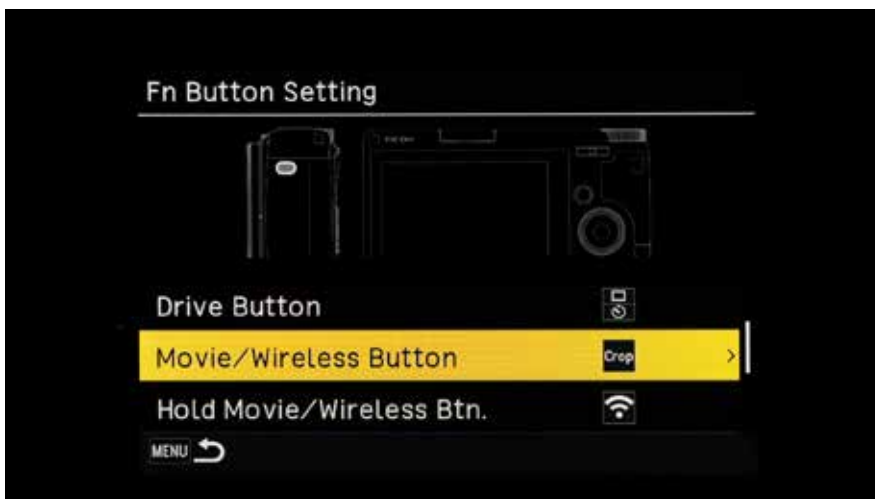 Fn Button Setting
Drive Button
Movie/Wireless Button Crop >
Hold Movie/Wireless Btn.
MENU